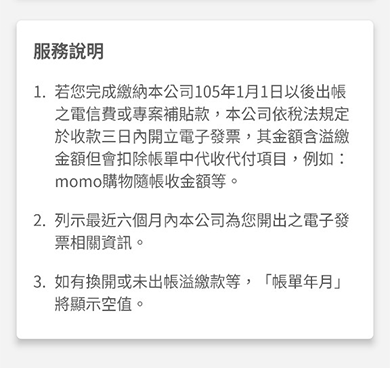 服務說明
1. 若您完成繳納本公司105年1月1日以後出帳
之電信費或專案補貼款，本公司依稅法規定
於收款三日內開立電子發票，其金額含溢繳
金額但會扣除帳單中代收代付項目，例如：
momo購物隨帳收金額等。
2. 列示最近六個月內本公司為您開出之電子發
票相關資訊。
3. 如有換開或未出帳溢繳款等，「帳單年月」
將顯示空值。